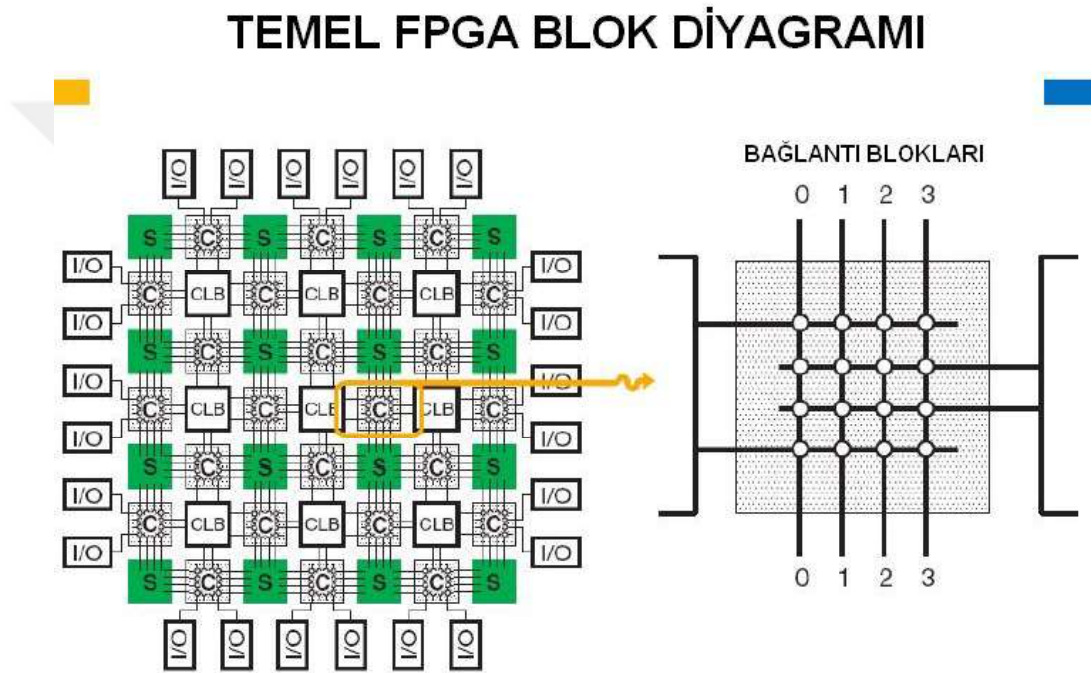 TEMEL FPGA BLOK DİYAGRAMI
BAĞLANTI BLOKLARI
0 1 2 3
I/O I/O I/O I/O I/O I/O
S C S C S C S
I/O I/O
C CLB C CLB C CLB C
I/O I/O
S C S C S C S
I/O I/O
C CLB C CLB C CLB C
I/O I/O
S C S C S C S
I/O I/O
C CLB C CLB C CLB C
I/O I/O
S C S C S C S
0 1 2 3
I/O I/O I/O I/O I/O I/O